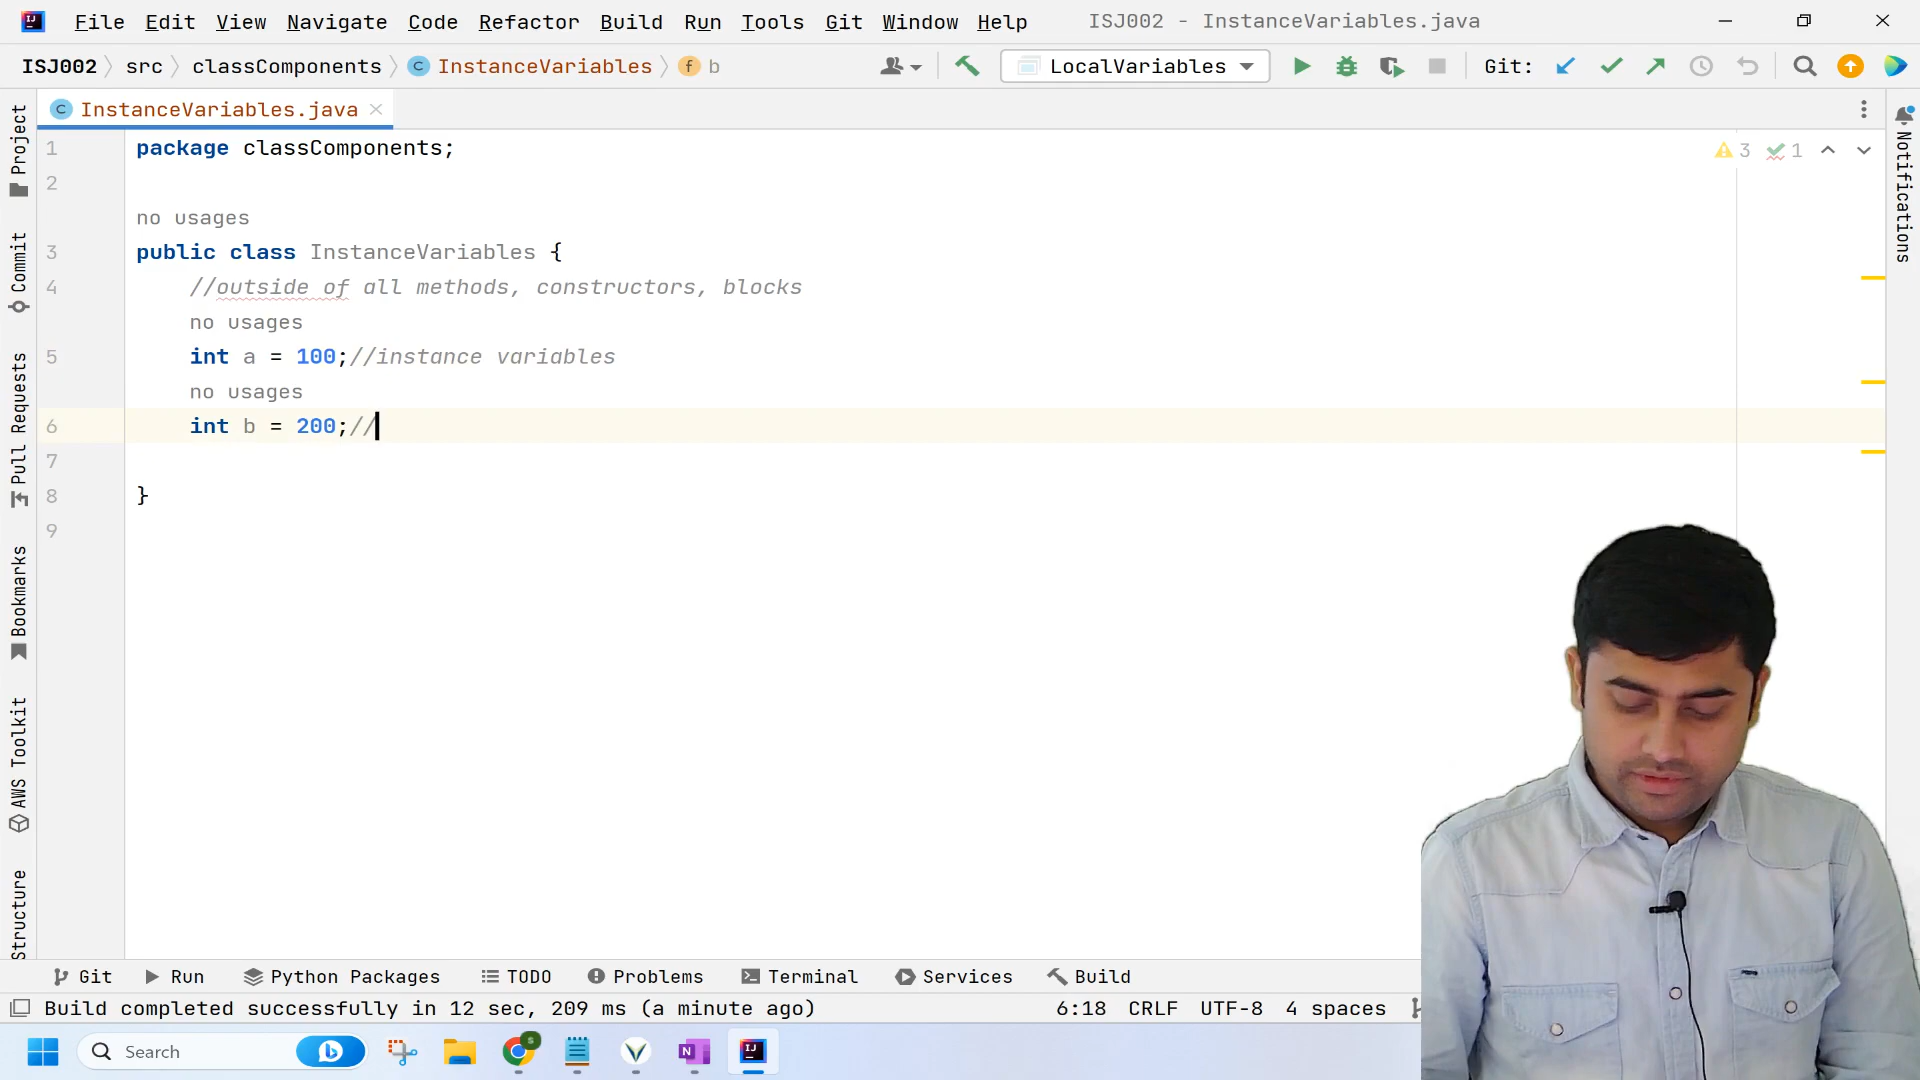 File Edit View Navigate Code Refactor Build Run Tools Git Window Help ISJ002 - InstanceVariables.java
ISJ002 src classComponents C InstanceVariables f b LocalVariables Git:
C InstanceVariables.java
1 package classComponents; 3 1
2
no usages
3 public class InstanceVariables {
4 //outside of all methods, constructors, blocks
no usages
5 int a = 100;//instance variables
no usages
6 int b = 200;//
7
8 }
9
Project
Commit
Pull Requests
Bookmarks
AWS Toolkit
Structure
Notifications
Git Run Python Packages TODO Problems Terminal Services Build
Build completed successfully in 12 sec, 209 ms (a minute ago) 6:18 CRLF UTF-8 4 spaces
Search